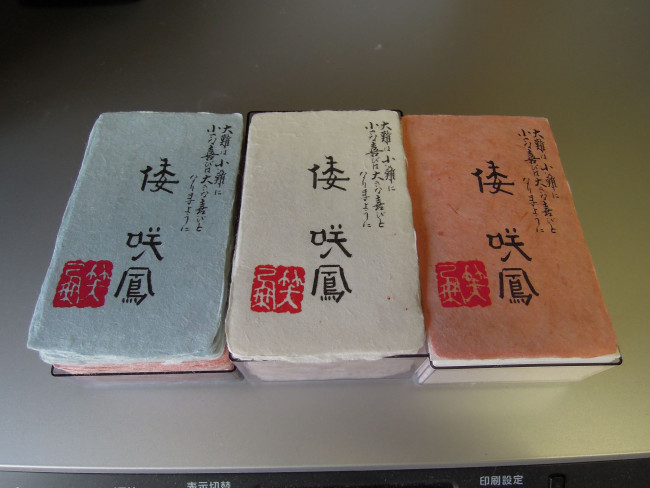 大難は小難に
小さな喜びは大きな喜びと
なりますように
倭
咲
鳳
笑
大難は小難に
小さな喜びは大きな喜びと
なりますように
倭
咲
鳳
笑
大難は小難に
小さな喜びは大きな喜びと
なりますように
倭
咲
鳳
笑
表示切替
印刷設定